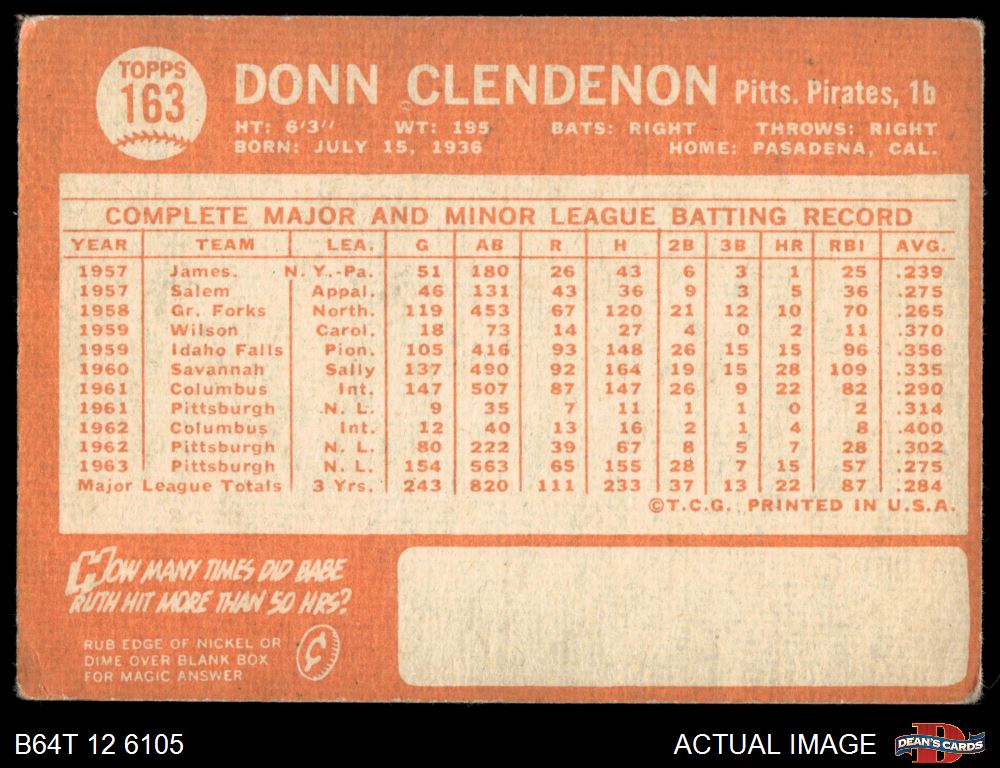 TOPPS
163
DONN CLENDENON Pitts. Pirates, 1b
HT: 6'3" WT: 195 BATS: RIGHT THROWS: RIGHT
BORN: JULY 15, 1936 HOME: PASADENA, CAL.
COMPLETE MAJOR AND MINOR LEAGUE BATTING RECORD
YEAR TEAM LEA. G AB R H 2B 3B HR RBI AVG.
1957 James. N. Y.-Pa. 51 180 26 43 6 3 1 25 .239
1957 Salem Appal. 46 131 43 36 9 3 5 36 .275
1958 Gr. Forks North. 119 453 67 120 21 12 10 70 .265
1959 Wilson Carol. 18 73 14 27 4 0 2 11 .370
1959 Idaho Falls Pion. 105 416 93 148 26 15 15 96 .356
1960 Savannah Sally 137 490 92 164 19 15 28 109 .335
1961 Columbus Int. 147 507 87 147 26 9 22 82 .290
1961 Pittsburgh N. L. 9 35 7 11 1 1 0 2 .314
1962 Columbus Int. 12 40 13 16 2 1 4 8 .400
1962 Pittsburgh N. L. 80 222 39 67 8 5 7 28 .302
1963 Pittsburgh N. L. 154 563 65 155 28 7 15 57 .275
Major League Totals 3 Yrs. 243 820 111 233 37 13 22 87 .284
©T.C.G. PRINTED IN U.S.A.
HOW MANY TIMES DID BABE
RUTH HIT MORE THAN 50 HRS?
RUB EDGE OF NICKEL OR
DIME OVER BLANK BOX
FOR MAGIC ANSWER
¢
B64T 12 6105
ACTUAL IMAGE
D
DEAN'S CARDS